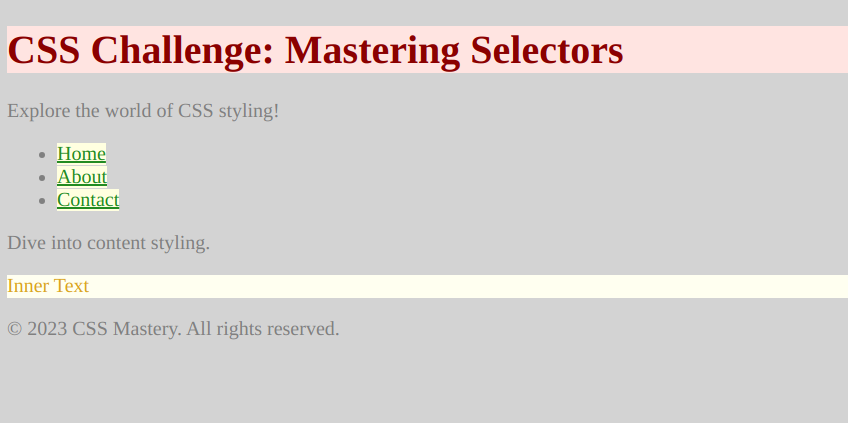 CSS Challenge: Mastering Selectors
Explore the world of CSS styling!
Home
About
Contact
Dive into content styling.
Inner Text
© 2023 CSS Mastery. All rights reserved.